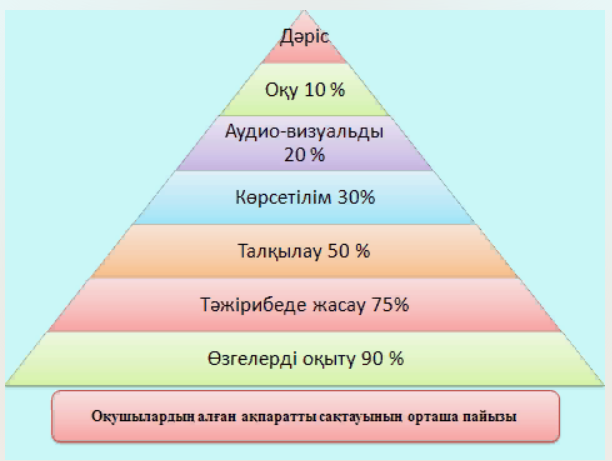 Дәріс
Оқу 10 %
Аудио-визуальды
20 %
Көрсетілім 30%
Талқылау 50 %
Тәжірибеде жасау 75%
Өзгелерді оқыту 90 %
Оқушылардың алған ақпаратты сақтауының орташа пайызы